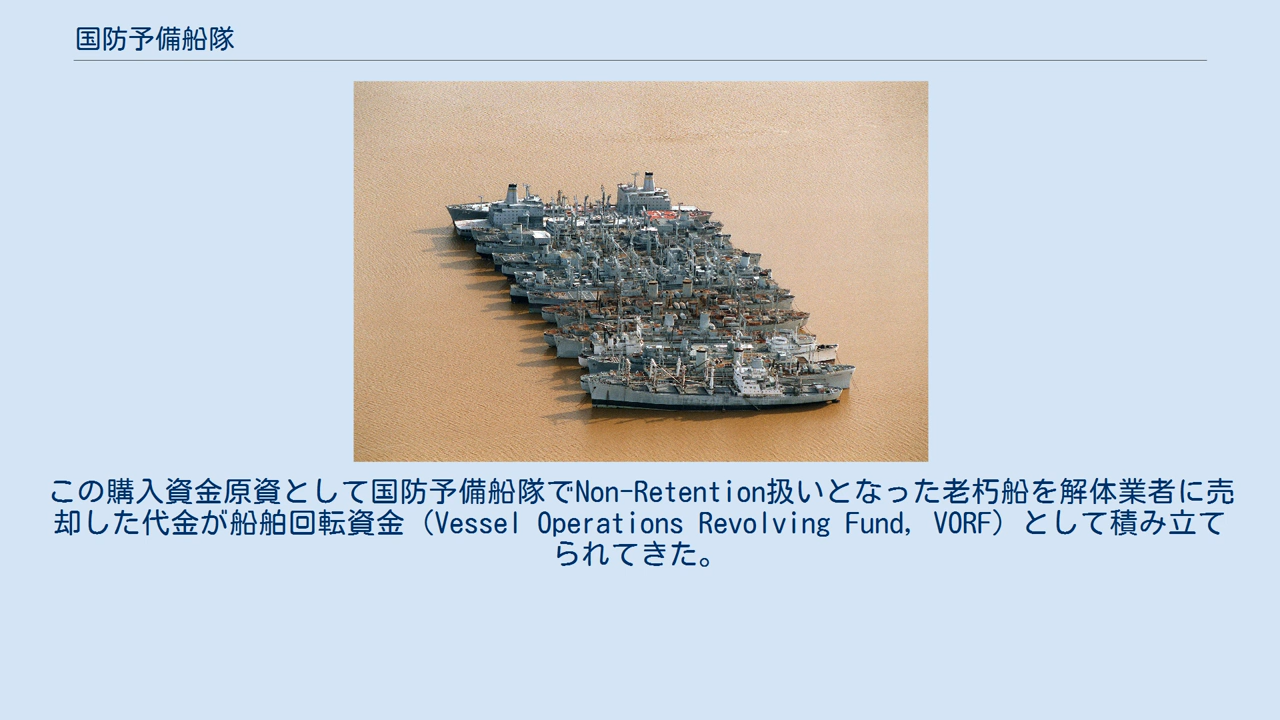 国防予備船隊
この購入資金原資として国防予備船隊でNon-Retention扱いとなった老朽船を解体業者に売
却した代金が船舶回転資金（Vessel Operations Revolving Fund, VORF）として積み立て
られてきた。